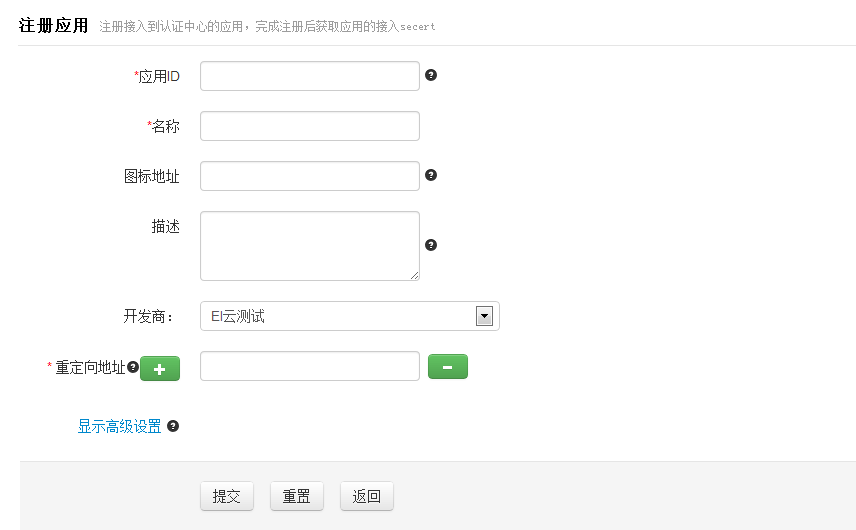 注册应用 注册接入到认证中心的应用，完成注册后获取应用的接入secert
*应用ID
*名称
图标地址
描述
开发商： EI云测试
* 重定向地址
显示高级设置
提交 重置 返回